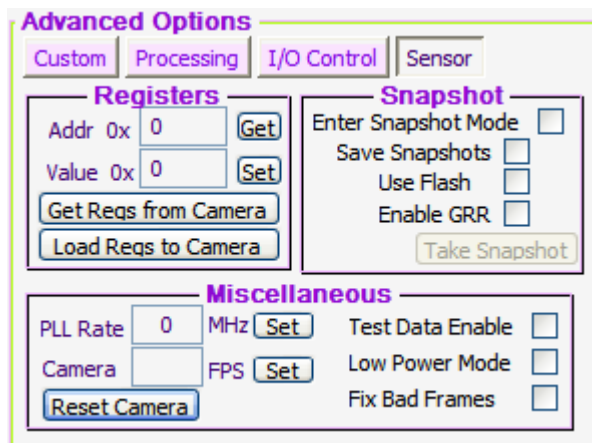 Advanced Options
Custom Processing I/O Control Sensor
Registers
Addr 0x 0 Get
Value 0x 0 Set
Get Regs from Camera
Load Regs to Camera
Snapshot
Enter Snapshot Mode
Save Snapshots
Use Flash
Enable GRR
Take Snapshot
Miscellaneous
PLL Rate 0 MHz Set Test Data Enable
Camera FPS Set Low Power Mode
Reset Camera Fix Bad Frames